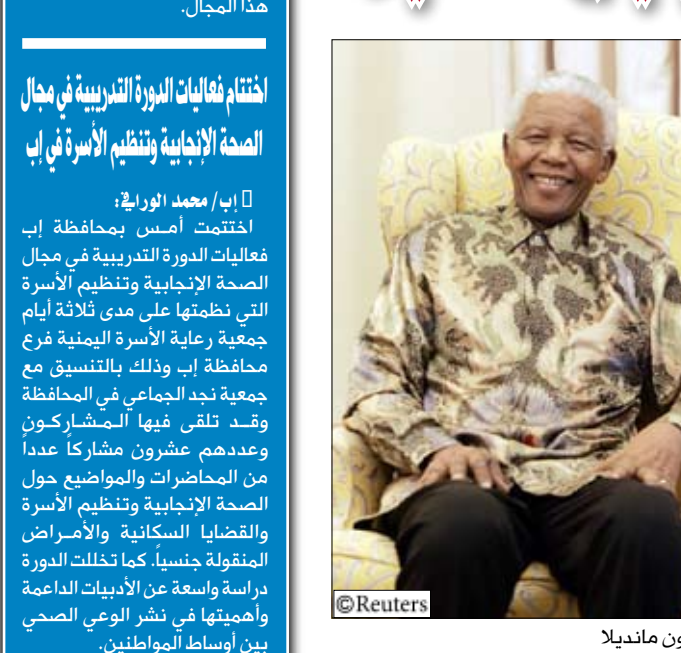 هذا المجال.
اختتام فعاليات الدورة التدريبية في مجال
الصحة الإنجابية وتنظيم الأسرة في إب
إب/ محمد الورافي:
اختتمت أمس بمحافظة إب
فعاليات الدورة التدريبية في مجال
الصحة الإنجابية وتنظيم الأسرة
التي نظمتها على مدى ثلاثة أيام
جمعية رعاية الأسرة اليمنية فرع
محافظة إب وذلك بالتنسيق مع
جمعية نجد الجماعي في المحافظة
وقد تلقى فيها المشاركون
وعددهم عشرون مشاركاً عدداً
من المحاضرات والمواضيع حول
الصحة الإنجابية وتنظيم الأسرة
والقضايا السكانية والأمراض
المنقولة جنسياً. كما تخللت الدورة
دراسة واسعة عن الأدبيات الداعمة
وأهميتها في نشر الوعي الصحي
بين أوساط المواطنين.
©Reuters
ون مانديلا